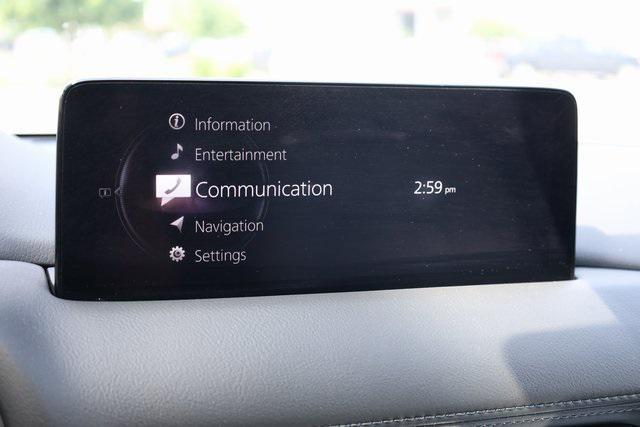 Information
Entertainment
Communication 2:59 pm
Navigation
Settings